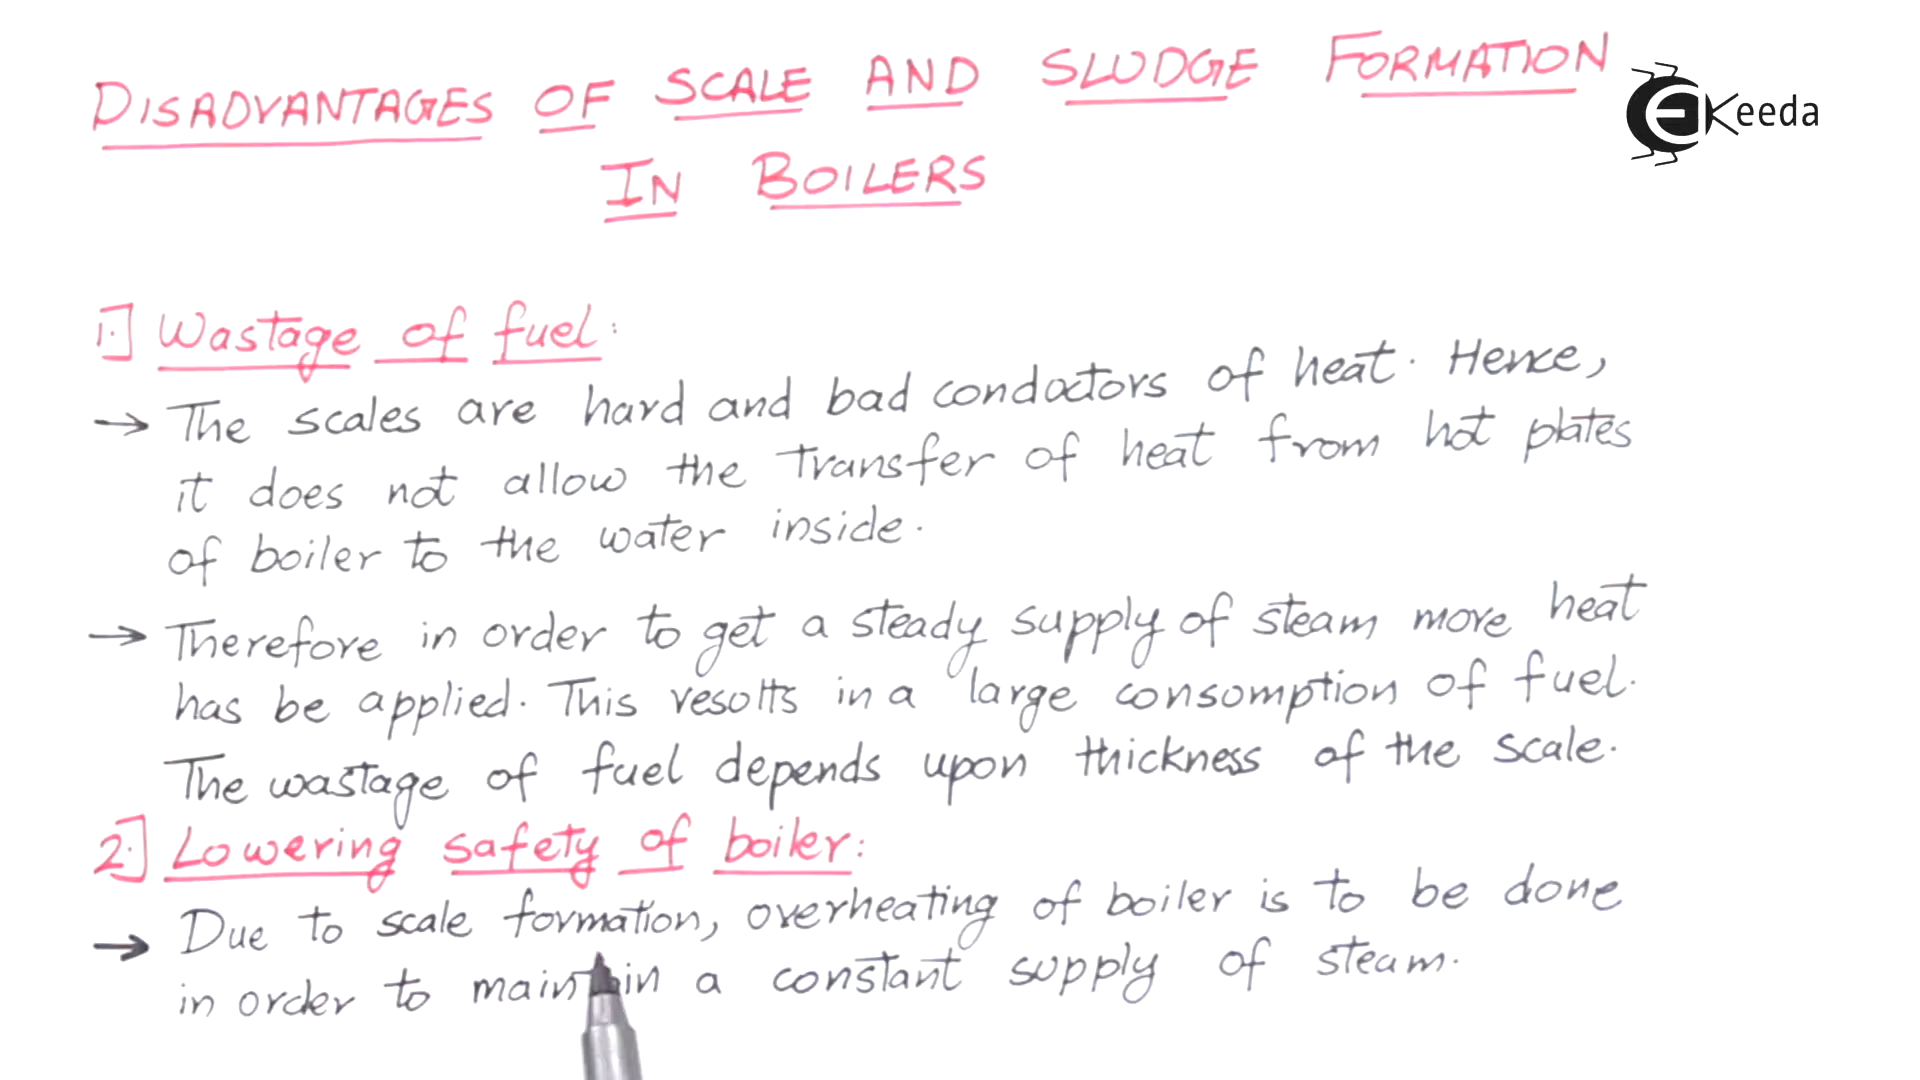 DISADVANTAGES OF SCALE AND SLUDGE FORMATION
IN BOILERS
EKeeda
1.] Wastage of fuel:
→ The scales are hard and bad conductors of heat. Hence,
it does not allow the transfer of heat from hot plates
of boiler to the water inside.
→ Therefore in order to get a steady supply of steam more heat
has be applied. This results in a large consumption of fuel.
The wastage of fuel depends upon thickness of the scale.
2.] Lowering safety of boiler:
→ Due to scale formation, overheating of boiler is to be done
in order to maintain a constant supply of steam.